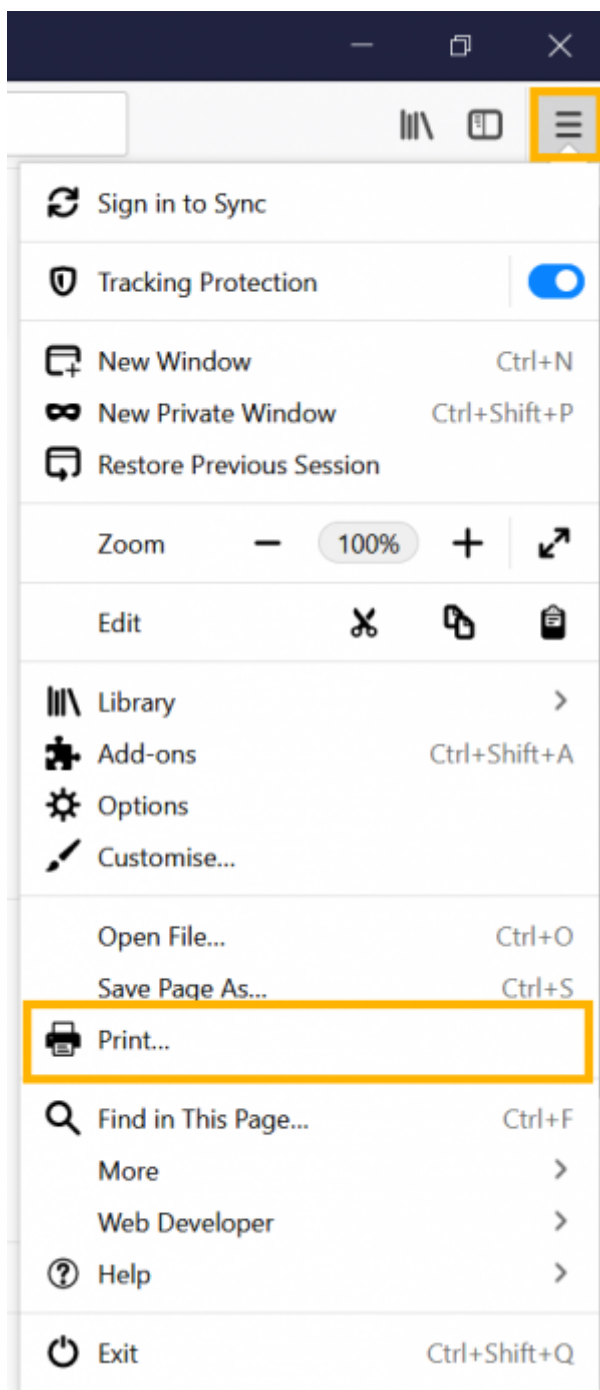 Sign in to Sync
Tracking Protection
New Window Ctrl+N
New Private Window Ctrl+Shift+P
Restore Previous Session
Zoom 100%
Edit
Library
Add-ons Ctrl+Shift+A
Options
Customise...
Open File... Ctrl+O
Save Page As... Ctrl+S
Print...
Find in This Page... Ctrl+F
More
Web Developer
Help
Exit Ctrl+Shift+Q